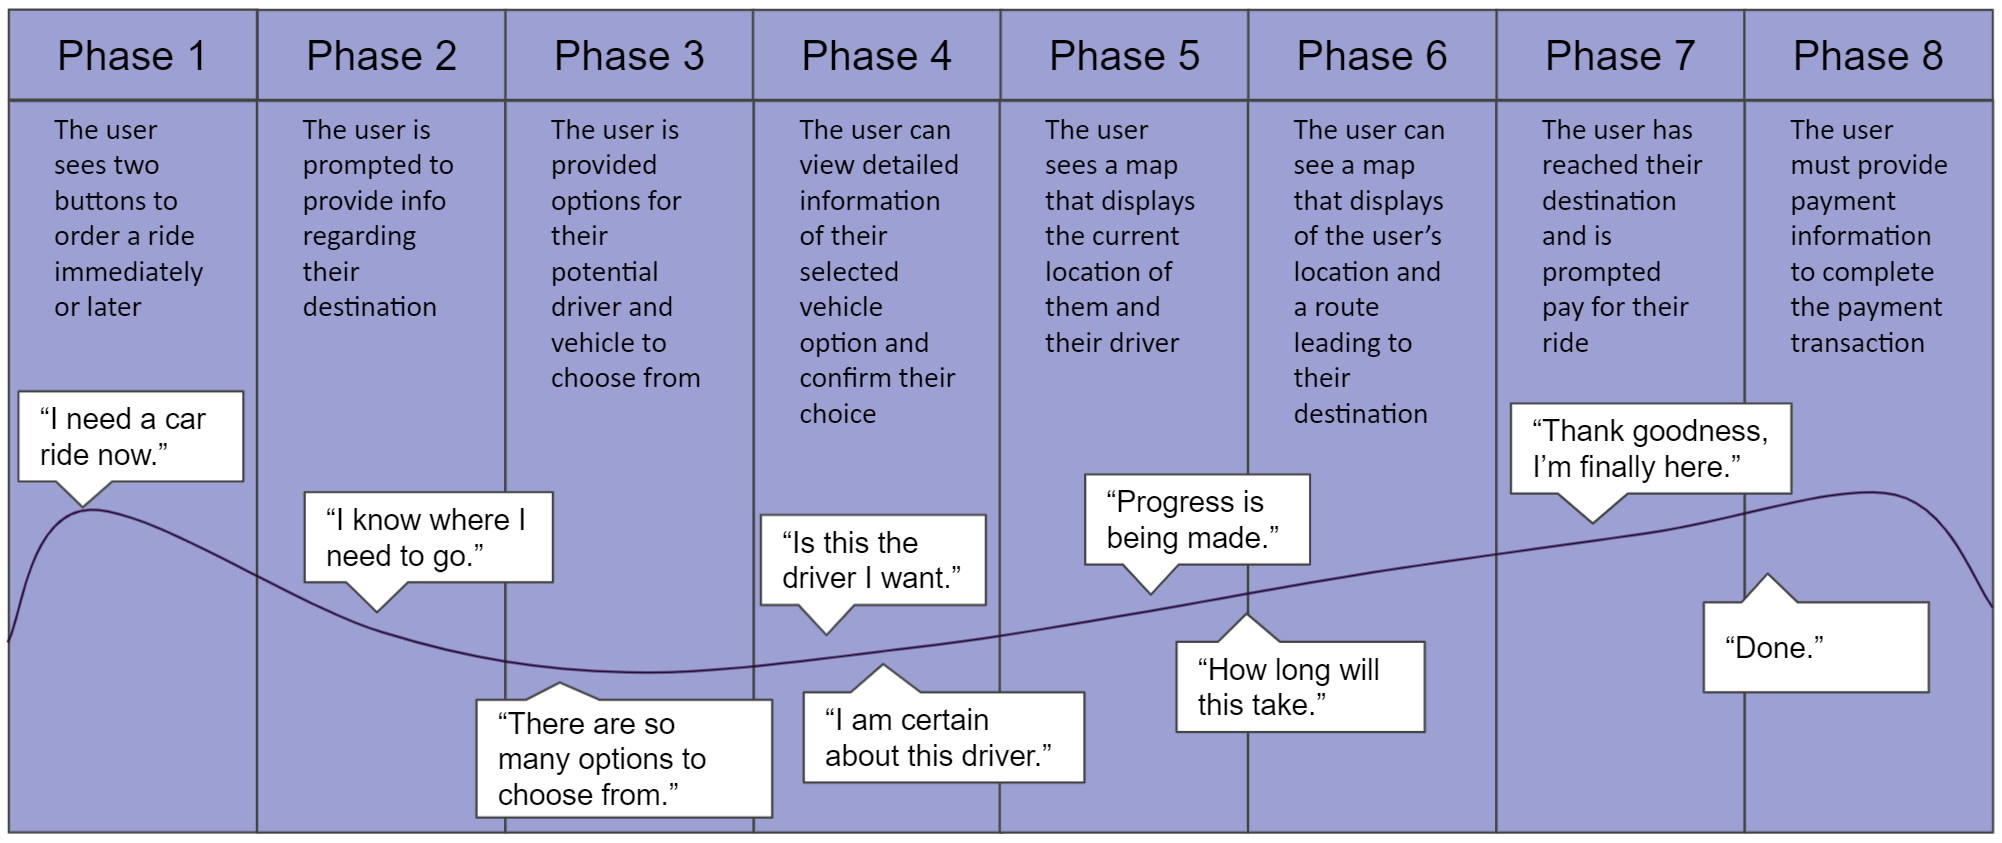 Phase 1
Phase 2
Phase 3
Phase 4
Phase 5
Phase 6
Phase 7
Phase 8
The user
sees two
buttons to
order a ride
immediately
or later
The user is
prompted to
provide info
regarding
their
destination
The user is
provided
options for
their
potential
driver and
vehicle to
choose from
The user can
view detailed
information
of their
selected
vehicle
option and
confirm their
choice
The user
sees a map
that displays
the current
location of
them and
their driver
The user can
see a map
that displays
of the user’s
location and
a route
leading to
their
destination
The user has
reached their
destination
and is
prompted
pay for their
ride
The user
must provide
payment
information
to complete
the payment
transaction
“I need a car
ride now.”
“I know where I
need to go.”
“There are so
many options to
choose from.”
“Is this the
driver I want.”
“I am certain
about this driver.”
“Progress is
being made.”
“How long will
this take.”
“Thank goodness,
I’m finally here.”
“Done.”